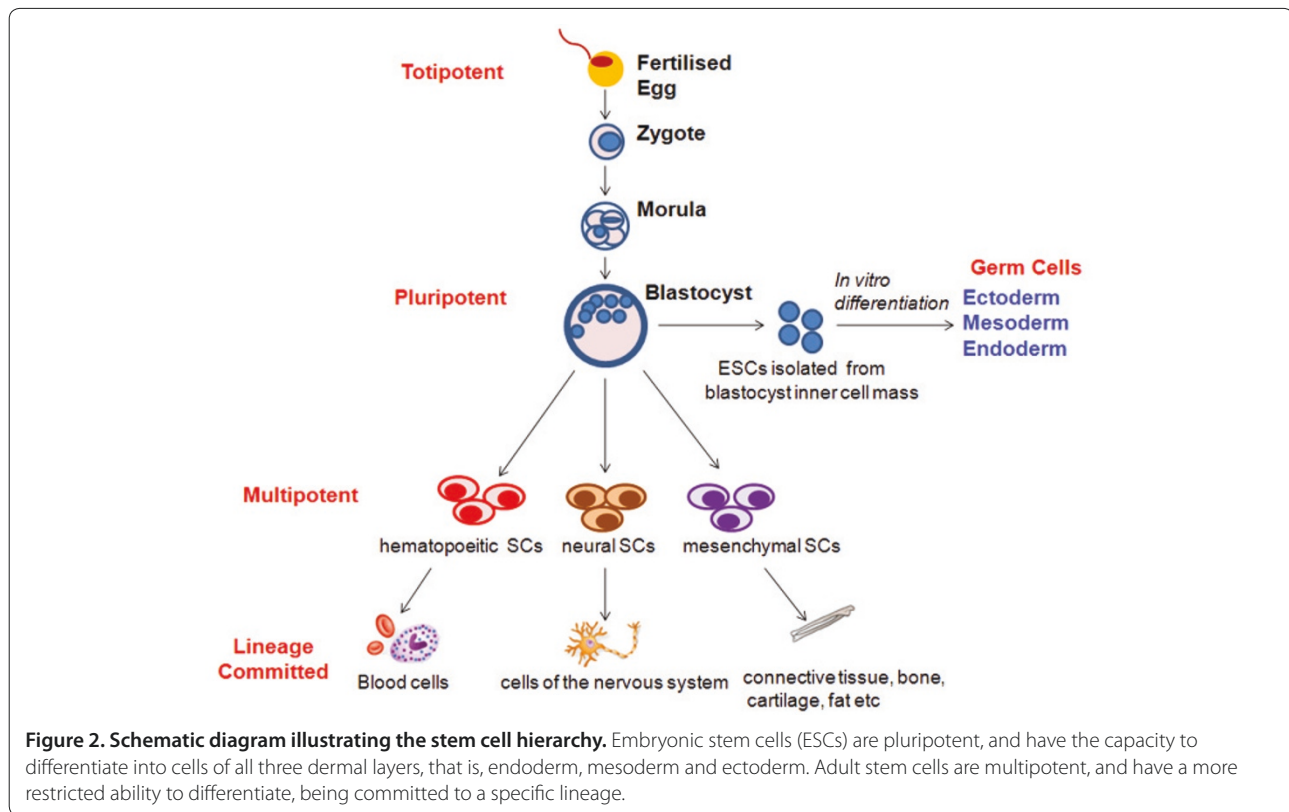 Totipotent
Fertilised
Egg
Zygote
Morula
Pluripotent
Blastocyst
In vitro
differentiation
Germ Cells
Ectoderm
Mesoderm
Endoderm
ESCs isolated from
blastocyst inner cell mass
Multipotent
hematopoeitic SCs
neural SCs
mesenchymal SCs
Lineage
Committed
Blood cells
cells of the nervous system
connective tissue, bone,
cartilage, fat etc
Figure 2. Schematic diagram illustrating the stem cell hierarchy. Embryonic stem cells (ESCs) are pluripotent, and have the capacity to
differentiate into cells of all three dermal layers, that is, endoderm, mesoderm and ectoderm. Adult stem cells are multipotent, and have a more
restricted ability to differentiate, being committed to a specific lineage.